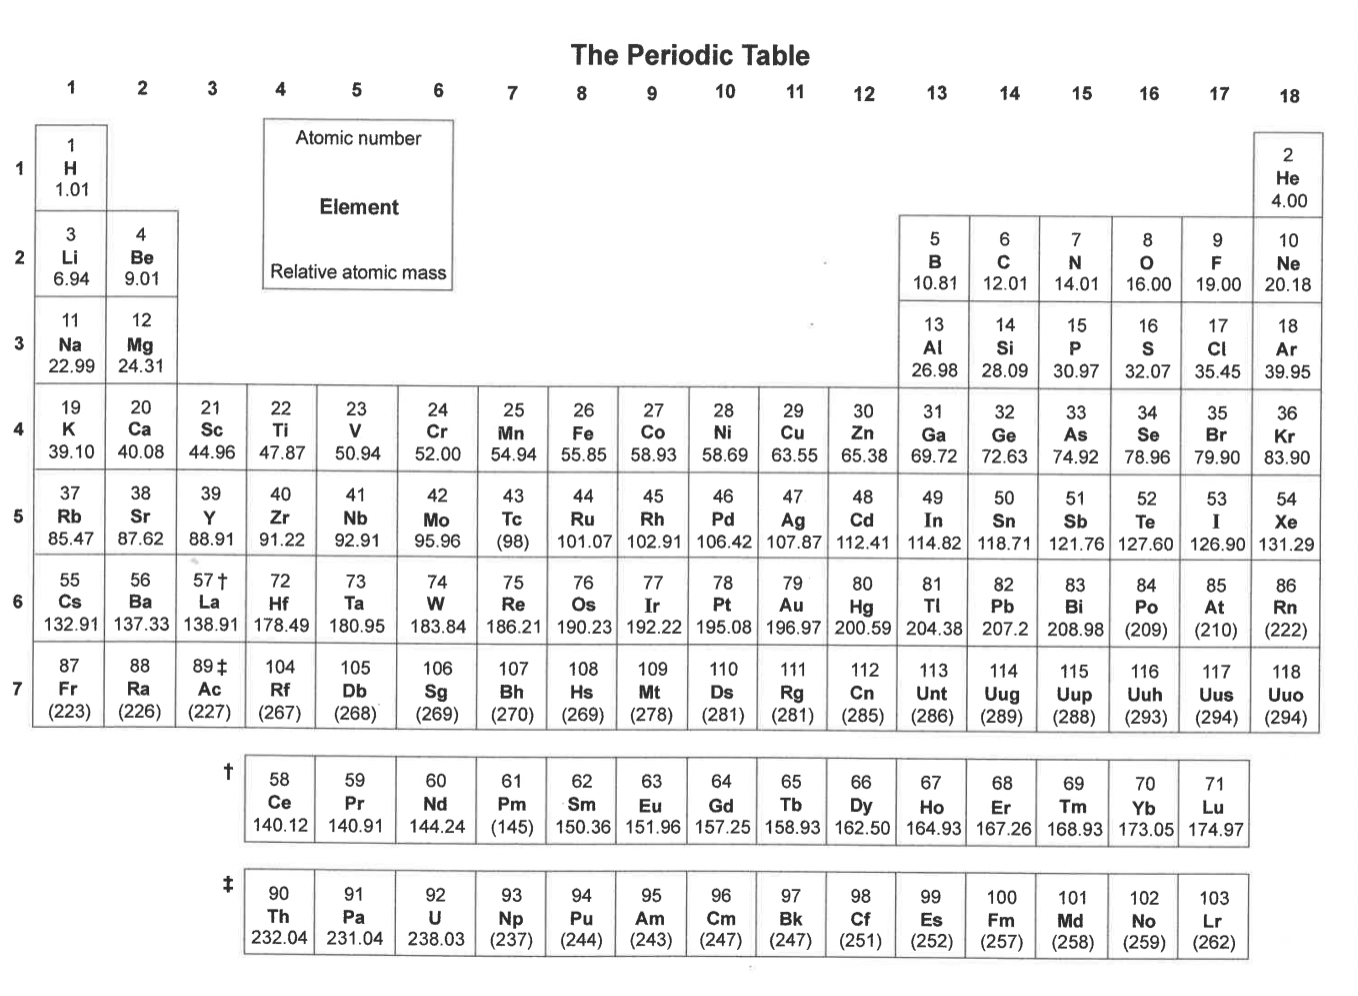 The Periodic Table
1 2 3 4 5 6 7 8 9 10 11 12 13 14 15 16 17 18
Atomic number
Element
Relative atomic mass
1
1 2
H He
1.01 4.00
2
3 4 5 6 7 8 9 10
Li Be B C N O F Ne
6.94 9.01 10.81 12.01 14.01 16.00 19.00 20.18
3
11 12 13 14 15 16 17 18
Na Mg Al Si P S Cl Ar
22.99 24.31 26.98 28.09 30.97 32.07 35.45 39.95
4
19 20 21 22 23 24 25 26 27 28 29 30 31 32 33 34 35 36
K Ca Sc Ti V Cr Mn Fe Co Ni Cu Zn Ga Ge As Se Br Kr
39.10 40.08 44.96 47.87 50.94 52.00 54.94 55.85 58.93 58.69 63.55 65.38 69.72 72.63 74.92 78.96 79.90 83.90
5
37 38 39 40 41 42 43 44 45 46 47 48 49 50 51 52 53 54
Rb Sr Y Zr Nb Mo Tc Ru Rh Pd Ag Cd In Sn Sb Te I Xe
85.47 87.62 88.91 91.22 92.91 95.96 (98) 101.07 102.91 106.42 107.87 112.41 114.82 118.71 121.76 127.60 126.90 131.29
6
55 56 57† 72 73 74 75 76 77 78 79 80 81 82 83 84 85 86
Cs Ba La Hf Ta W Re Os Ir Pt Au Hg Tl Pb Bi Po At Rn
132.91 137.33 138.91 178.49 180.95 183.84 186.21 190.23 192.22 195.08 196.97 200.59 204.38 207.2 208.98 (209) (210) (222)
7
87 88 89‡ 104 105 106 107 108 109 110 111 112 113 114 115 116 117 118
Fr Ra Ac Rf Db Sg Bh Hs Mt Ds Rg Cn Unt Uug Uup Uuh Uus Uuo
(223) (226) (227) (267) (268) (269) (270) (269) (278) (281) (281) (285) (286) (289) (288) (293) (294) (294)
†
58 59 60 61 62 63 64 65 66 67 68 69 70 71
Ce Pr Nd Pm Sm Eu Gd Tb Dy Ho Er Tm Yb Lu
140.12 140.91 144.24 (145) 150.36 151.96 157.25 158.93 162.50 164.93 167.26 168.93 173.05 174.97
‡
90 91 92 93 94 95 96 97 98 99 100 101 102 103
Th Pa U Np Pu Am Cm Bk Cf Es Fm Md No Lr
232.04 231.04 238.03 (237) (244) (243) (247) (247) (251) (252) (257) (258) (259) (262)